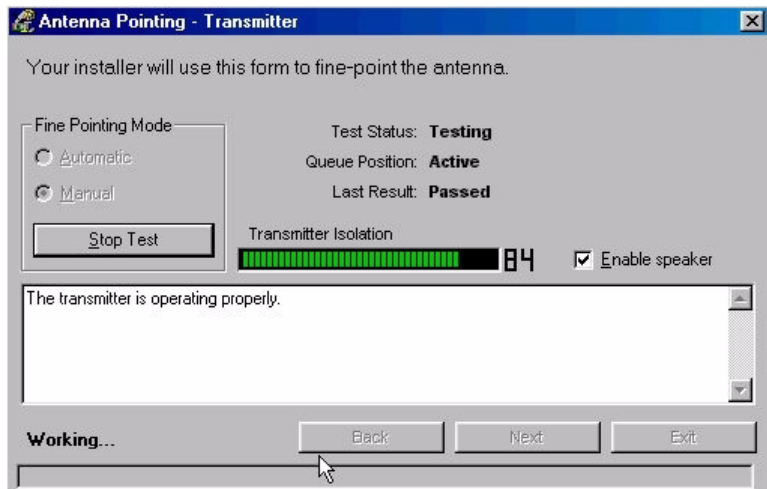 Antenna Pointing - Transmitter
Your installer will use this form to fine-point the antenna.
Fine Pointing Mode
Automatic
Manual
Stop Test
Test Status: Testing
Queue Position: Active
Last Result: Passed
Transmitter Isolation
84
Enable speaker
The transmitter is operating properly.
Working...
Back
Next
Exit